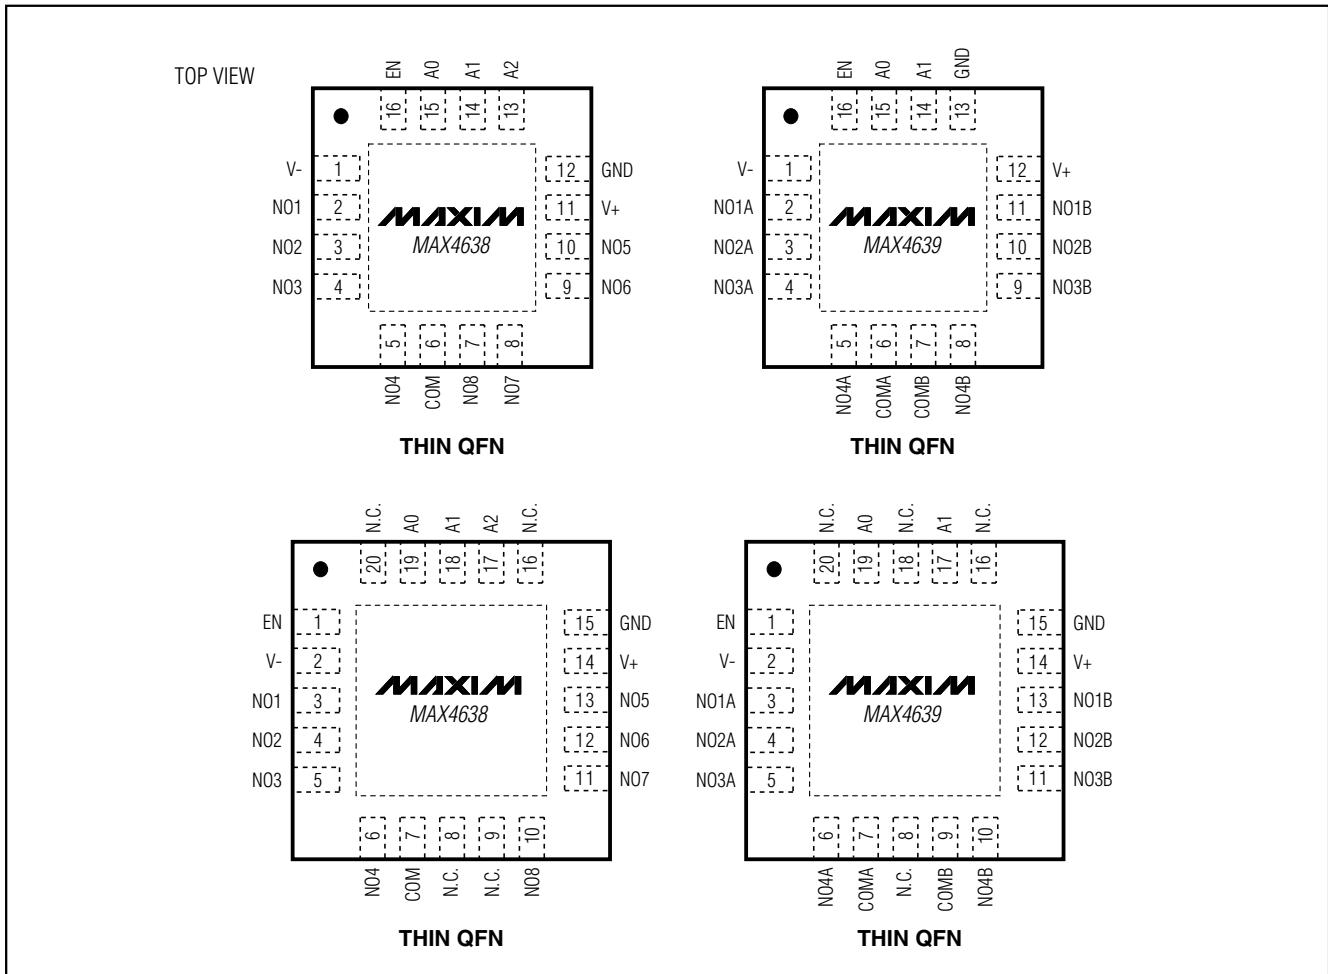 TOP VIEW
EN A0 A1 A2
16 15 14 13
V- 1
NO1 2
NO2 3
NO3 4
12 GND
11 V+
10 NO5
9 NO6
MAXIM
MAX4638
5 6 7 8
NO4 COM NO8 NO7
THIN QFN
EN A0 A1 GND
16 15 14 13
V- 1
NO1A 2
NO2A 3
NO3A 4
12 V+
11 NO1B
10 NO2B
9 NO3B
MAXIM
MAX4639
5 6 7 8
NO4A COMA COMB NO4B
THIN QFN
N.C. A0 A1 A2 N.C.
20 19 18 17 16
EN 1
V- 2
NO1 3
NO2 4
NO3 5
15 GND
14 V+
13 NO5
12 NO6
11 NO7
MAXIM
MAX4638
6 7 8 9 10
NO4 COM N.C. N.C. NO8
THIN QFN
N.C. A0 N.C. A1 N.C.
20 19 18 17 16
EN 1
V- 2
NO1A 3
NO2A 4
NO3A 5
15 GND
14 V+
13 NO1B
12 NO2B
11 NO3B
MAXIM
MAX4639
6 7 8 9 10
NO4A COMA N.C. COMB NO4B
THIN QFN